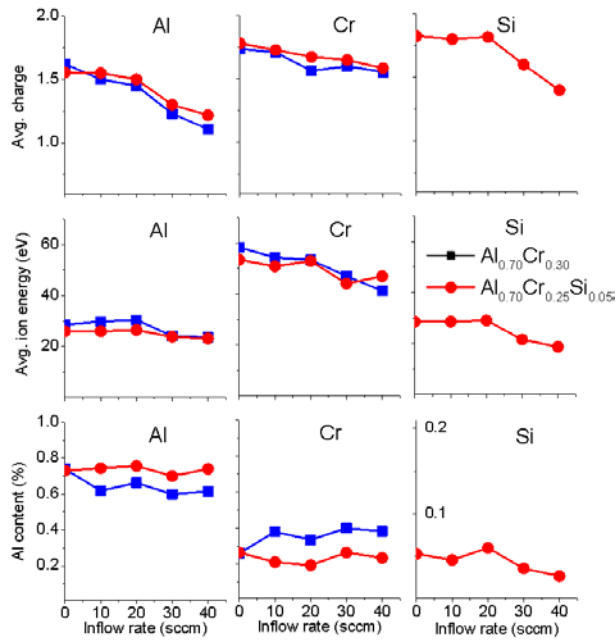 Al Cr Si
Avg. charge
2.0
1.5
1.0
Al Cr Si
Avg. ion energy (eV)
60
40
20
Al₀.₇₀Cr₀.₃₀
Al₀.₇₀Cr₀.₂₅Si₀.₀₅
Al Cr Si
Al content (%)
1.0
0.8
0.6
0.4
0.2
0.2
0.1
0 10 20 30 40 0 10 20 30 40 0 10 20 30 40
Inflow rate (sccm) Inflow rate (sccm) Inflow rate (sccm)